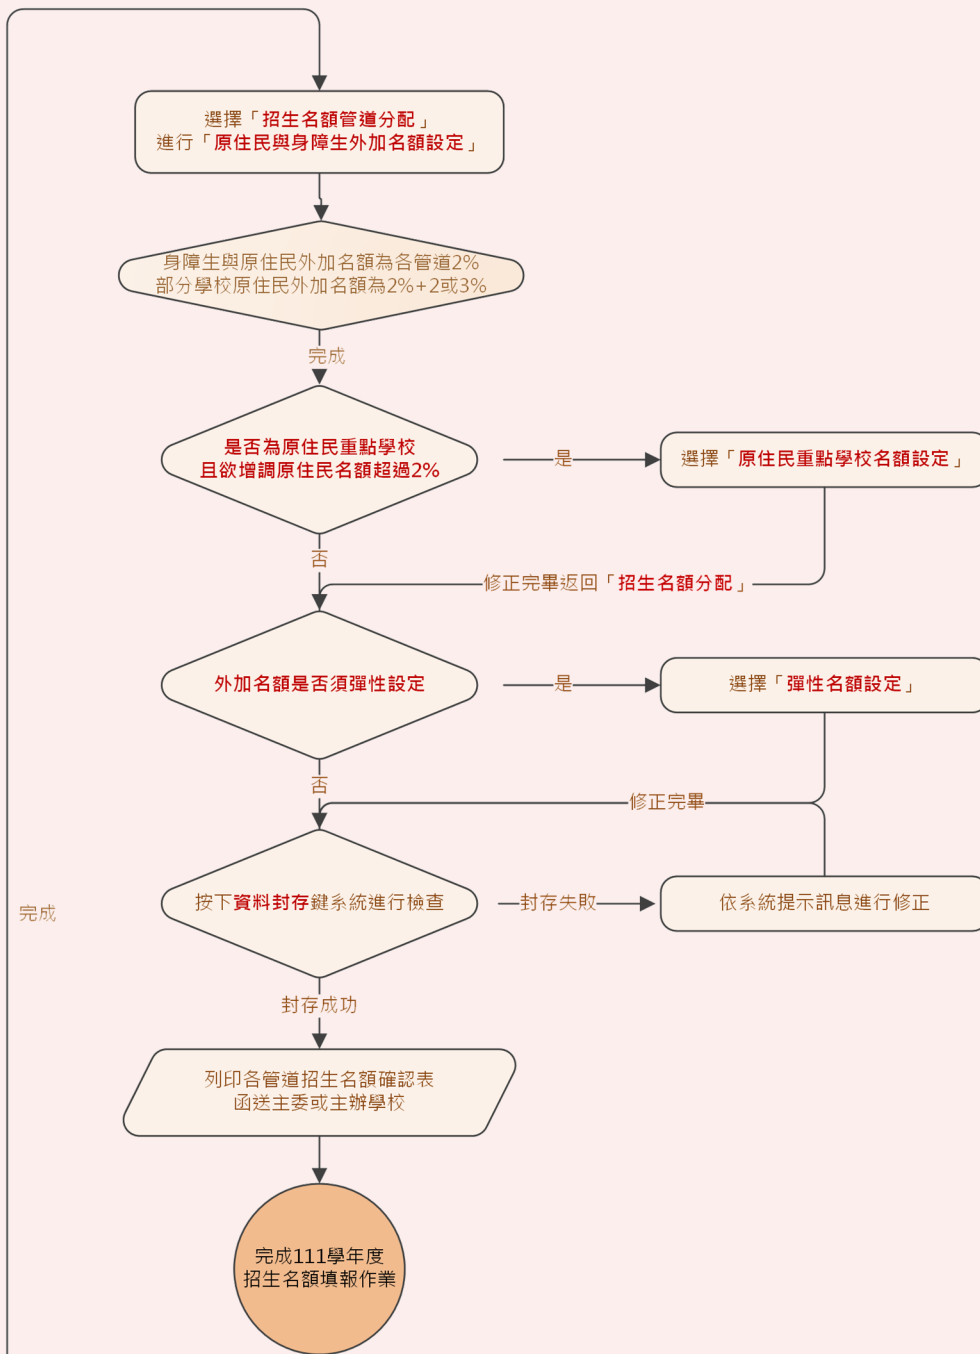 選擇「招生名額管道分配」
進行「原住民與身障生外加名額設定」
身障生與原住民外加名額為各管道2%
部分學校原住民外加名額為2%+2或3%
完成
是否為原住民重點學校
且欲增調原住民名額超過2%
是
選擇「原住民重點學校名額設定」
否
修正完畢返回「招生名額分配」
外加名額是否須彈性設定
是
選擇「彈性名額設定」
否
修正完畢
按下資料封存鍵系統進行檢查
封存失敗
依系統提示訊息進行修正
完成
封存成功
列印各管道招生名額確認表
函送主委或主辦學校
完成111學年度
招生名額填報作業